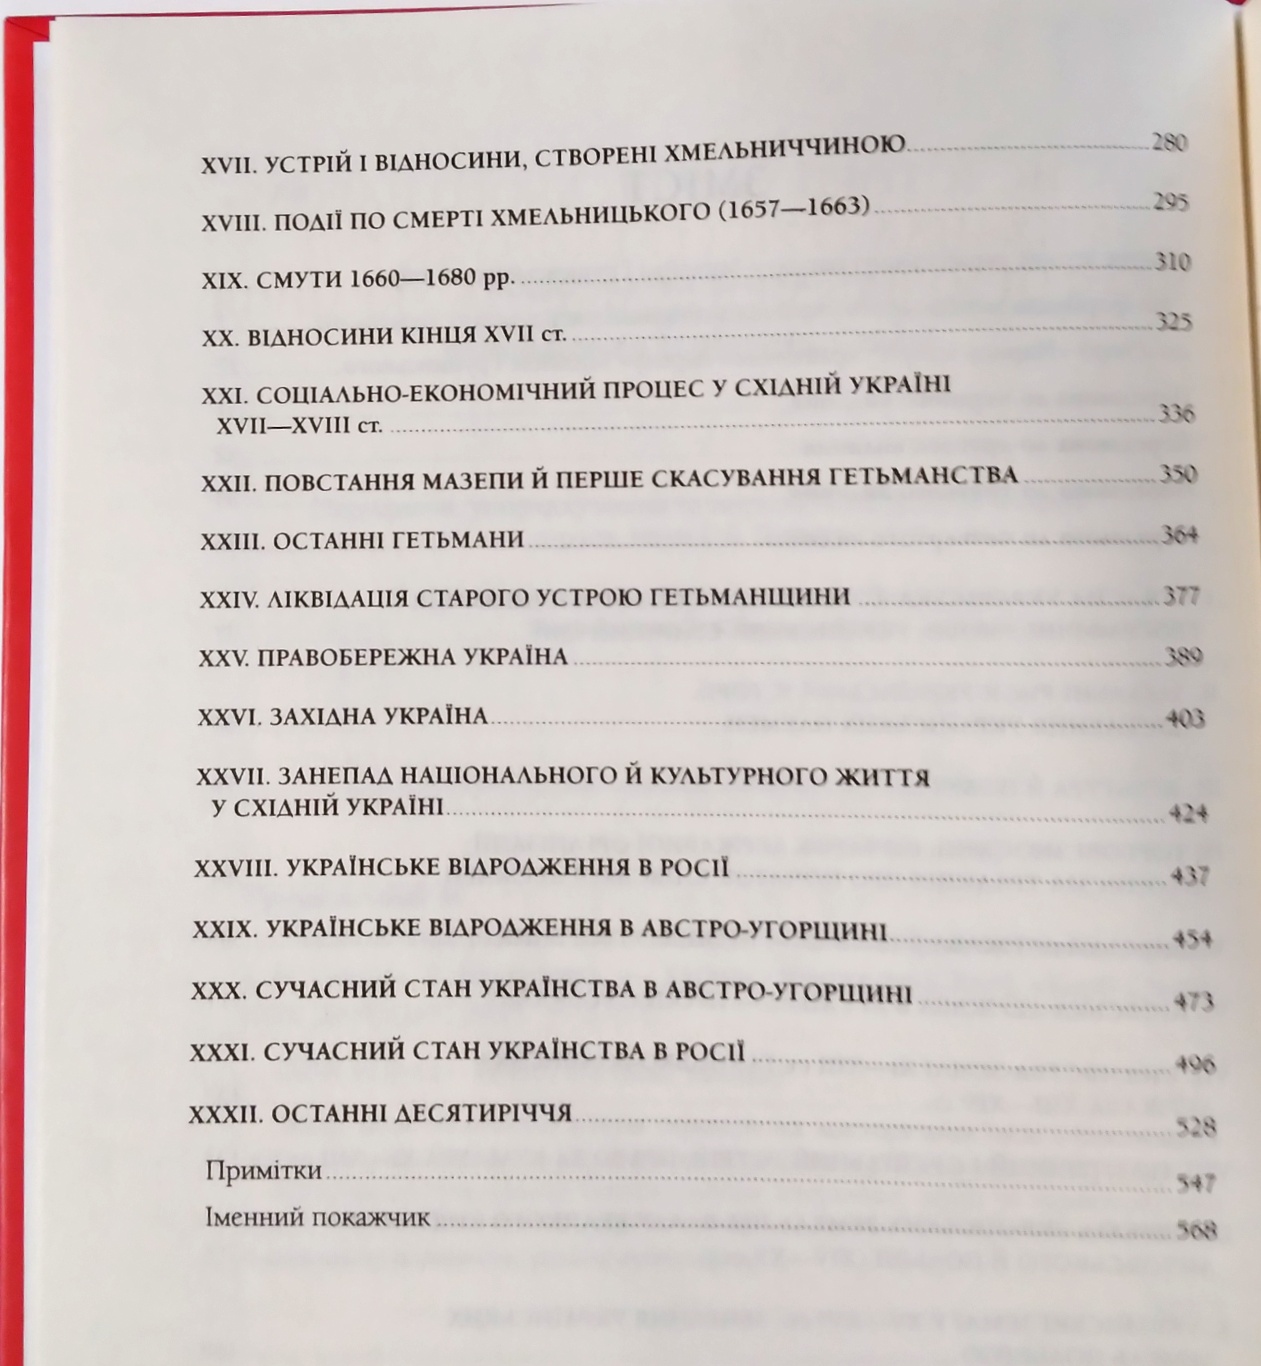 XVII. УСТРІЙ І ВІДНОСИНИ, СТВОРЕНІ ХМЕЛЬНИЧЧИНОЮ 280
XVIII. ПОДІЇ ПО СМЕРТІ ХМЕЛЬНИЦЬКОГО (1657—1663) 295
XIX. СМУТИ 1660—1680 рр. 310
XX. ВІДНОСИНИ КІНЦЯ XVII ст. 325
XXI. СОЦІАЛЬНО-ЕКОНОМІЧНИЙ ПРОЦЕС У СХІДНІЙ УКРАЇНІ
XVII—XVIII ст. 336
XXII. ПОВСТАННЯ МАЗЕПИ Й ПЕРШЕ СКАСУВАННЯ ГЕТЬМАНСТВА 350
XXIII. ОСТАННІ ГЕТЬМАНИ 364
XXIV. ЛІКВІДАЦІЯ СТАРОГО УСТРОЮ ГЕТЬМАНЩИНИ 377
XXV. ПРАВОБЕРЕЖНА УКРАЇНА 389
XXVI. ЗАХІДНА УКРАЇНА 403
XXVII. ЗАНЕПАД НАЦІОНАЛЬНОГО Й КУЛЬТУРНОГО ЖИТТЯ
У СХІДНІЙ УКРАЇНІ 424
XXVIII. УКРАЇНСЬКЕ ВІДРОДЖЕННЯ В РОСІЇ 437
XXIX. УКРАЇНСЬКЕ ВІДРОДЖЕННЯ В АВСТРО-УГОРЩИНІ 454
XXX. СУЧАСНИЙ СТАН УКРАЇНСТВА В АВСТРО-УГОРЩИНІ 473
XXXI. СУЧАСНИЙ СТАН УКРАЇНСТВА В РОСІЇ 496
XXXII. ОСТАННІ ДЕСЯТИРІЧЧЯ 528
Примітки 547
Іменний покажчик 568